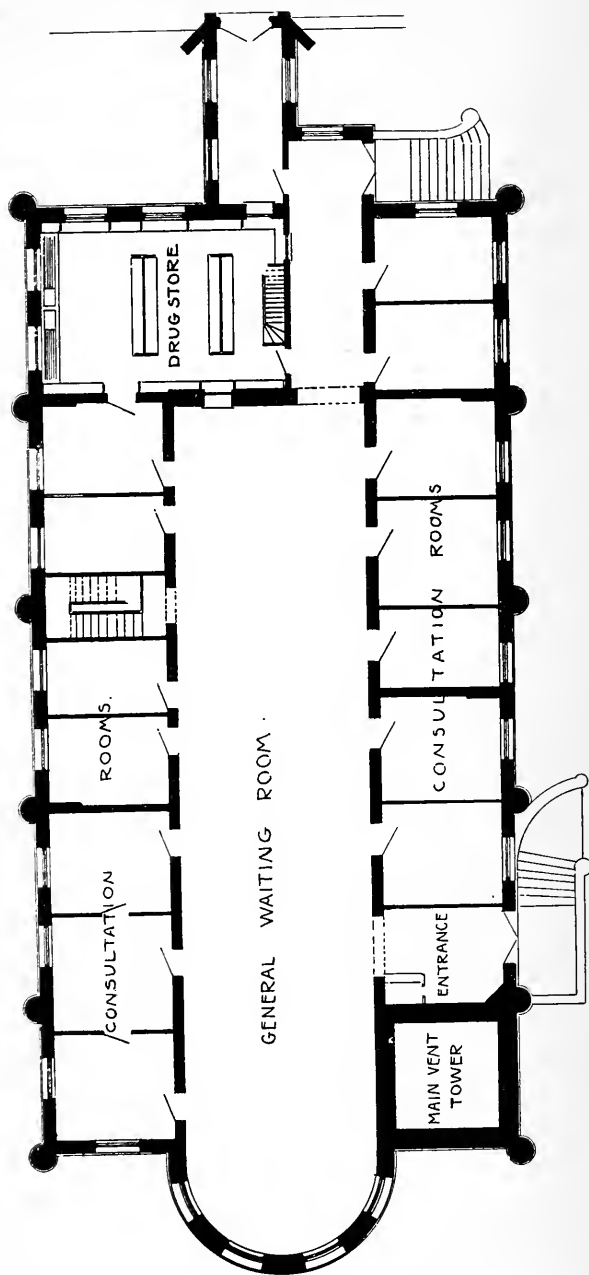 DRUG STORE
CONSULTATION ROOMS.
GENERAL WAITING ROOM.
CONSULTATION ROOMS
ENTRANCE
MAIN VENT
TOWER